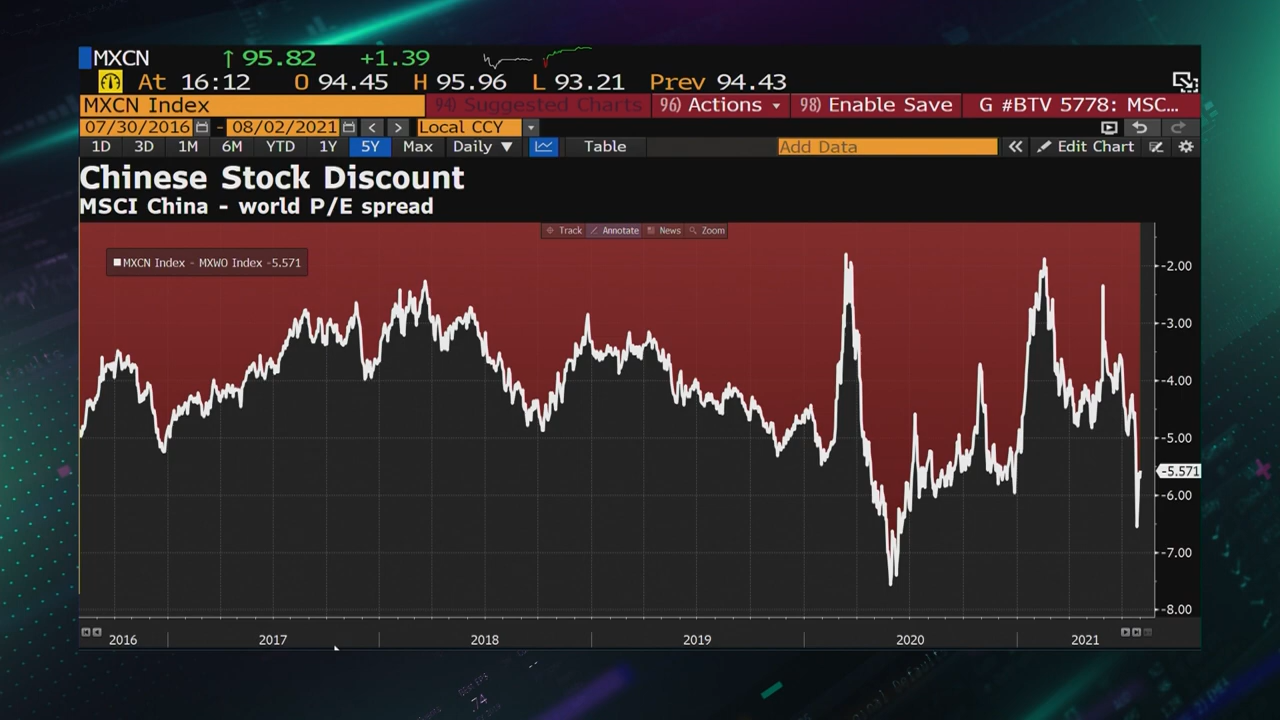 MXCN ↑ 95.82 +1.39
At 16:12 O 94.45 H 95.96 L 93.21 Prev 94.43
MXCN Index 94) Suggested Charts 96) Actions 98) Enable Save G #BTV 5778: MSC...
07/30/2016 - 08/02/2021 < > Local CCY
1D 3D 1M 6M YTD 1Y 5Y Max Daily ▼ Table Add Data « Edit Chart
Chinese Stock Discount
MSCI China - world P/E spread
Track Annotate News Zoom
MXCN Index - MXWO Index -5.571
-2.00
-3.00
-4.00
-5.00
-5.571
-6.00
-7.00
-8.00
2016 2017 2018 2019 2020 2021
74